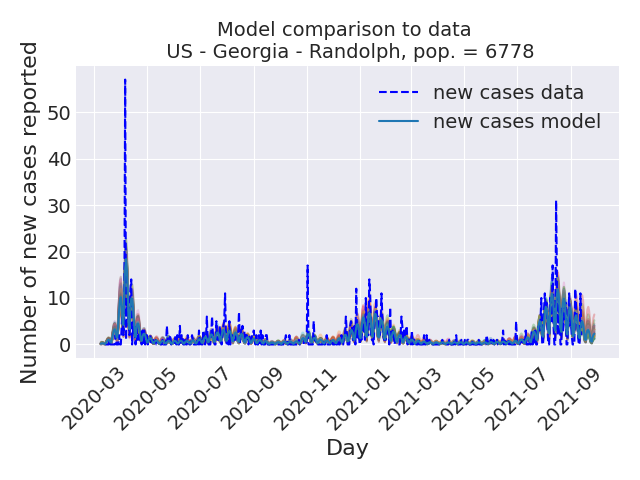 Model comparison to data
US - Georgia - Randolph, pop. = 6778
new cases data
new cases model
Number of new cases reported
50
40
30
20
10
0
2020-03
2020-05
2020-07
2020-09
2020-11
2021-01
2021-03
2021-05
2021-07
2021-09
Day